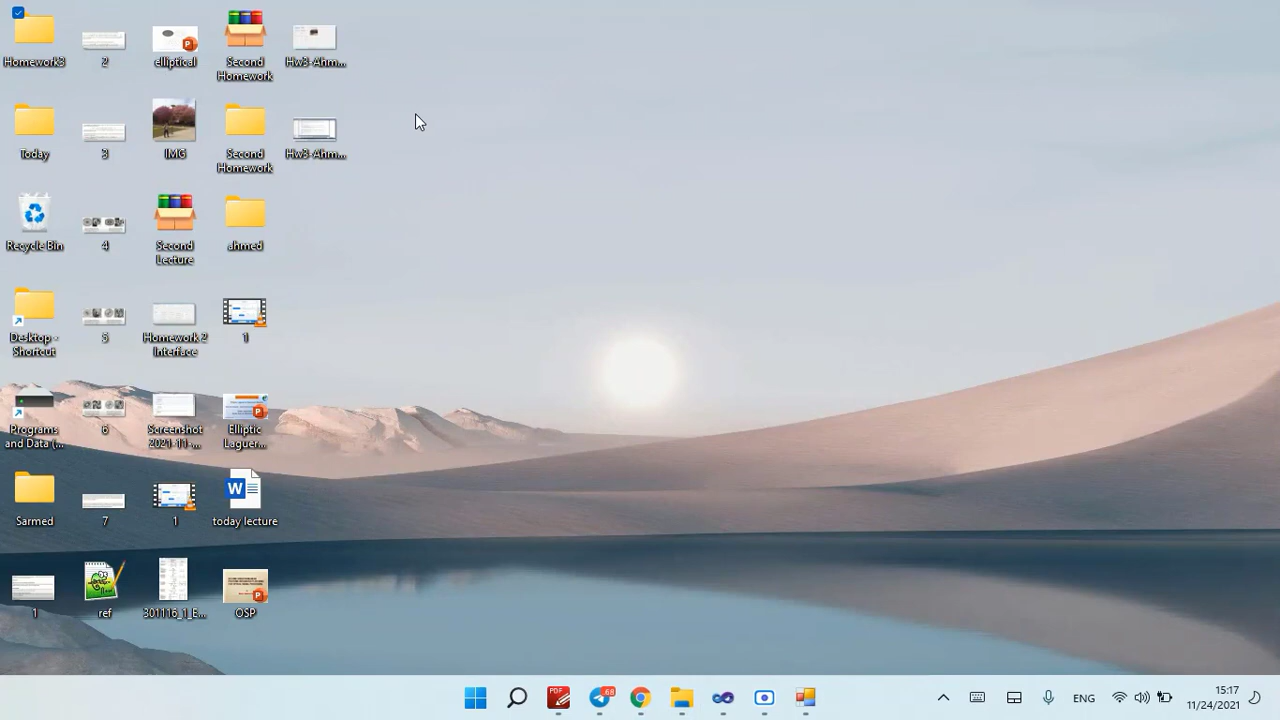 Homework3
2
elliptical
Second
Homework
Hw3-Ahm...
Today
3
IMG
Second
Homework
Hw3-Ahm...
Recycle Bin
4
Second
Lecture
ahmed
Desktop -
Shortcut
5
Homework 2
Interface
1
Programs
and Data (...
6
Screenshot
2021-11-...
Elliptic
Laguer...
Sarmed
7
1
today lecture
1
ref
301116_1_E...
OSP
PDF
68
ENG
15:17
11/24/2021